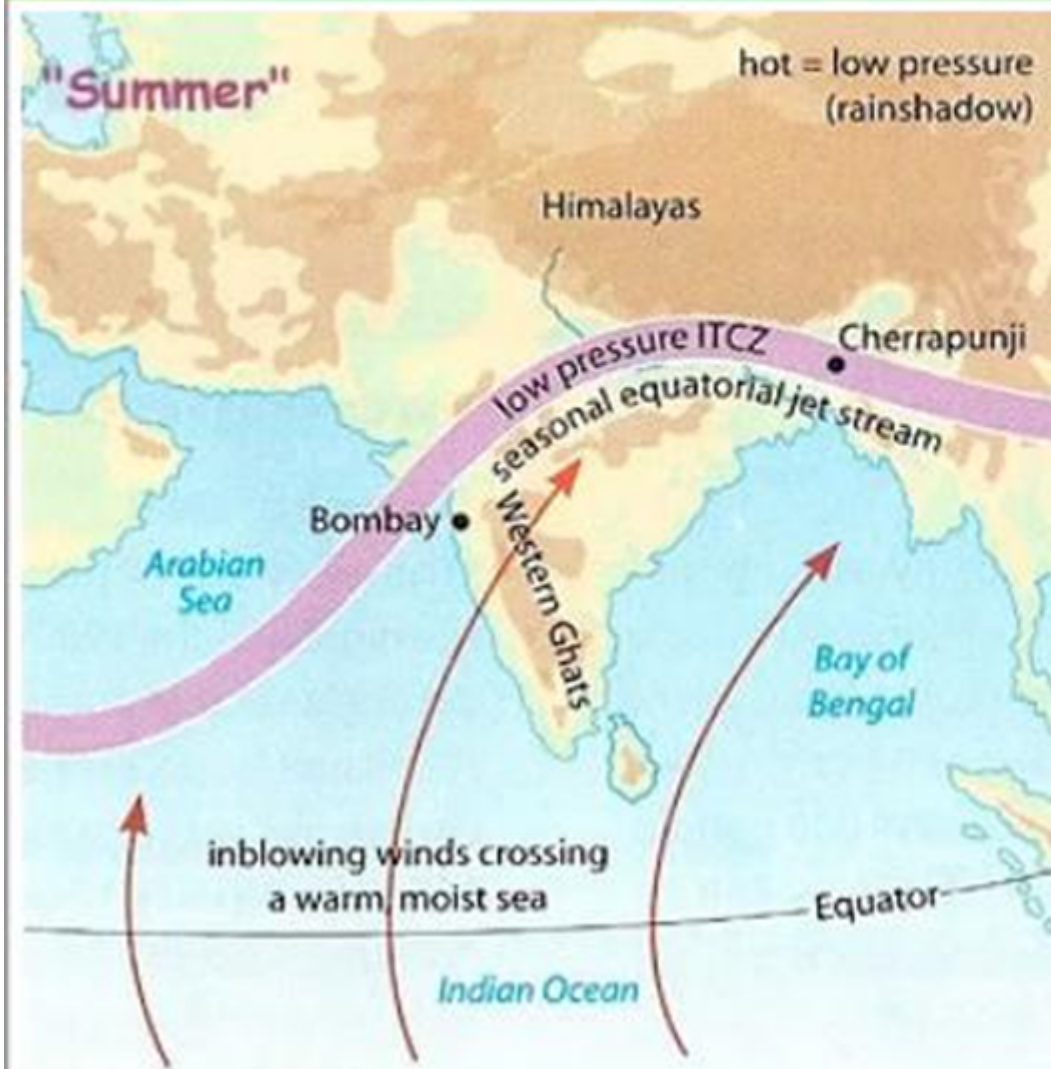 "Summer"
hot = low pressure
(rainshadow)
Himalayas
low pressure ITCZ
Cherrapunji
seasonal equatorial jet stream
Bombay
Western Ghats
Arabian
Sea
Bay of
Bengal
inblowing winds crossing
a warm, moist sea
Equator
Indian Ocean